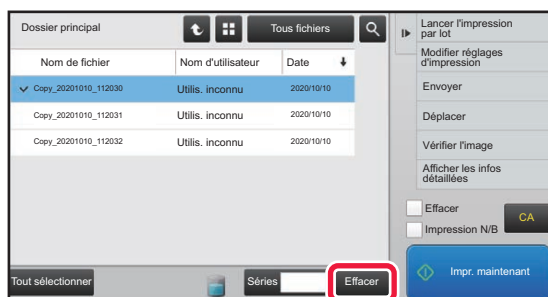 Dossier principal
Tous fichiers
Nom de fichier
Nom d'utilisateur
Date
Copy_20201010_112030
Utilis. inconnu
2020/10/10
Copy_20201010_112031
Utilis. inconnu
2020/10/10
Copy_20201010_112032
Utilis. inconnu
2020/10/10
Tout sélectionner
Séries
Effacer
Lancer l'impression
par lot
Modifier réglages
d'impression
Envoyer
Déplacer
Vérifier l'image
Afficher les infos
détaillées
Effacer
Impression N/B
CA
Impr. maintenant